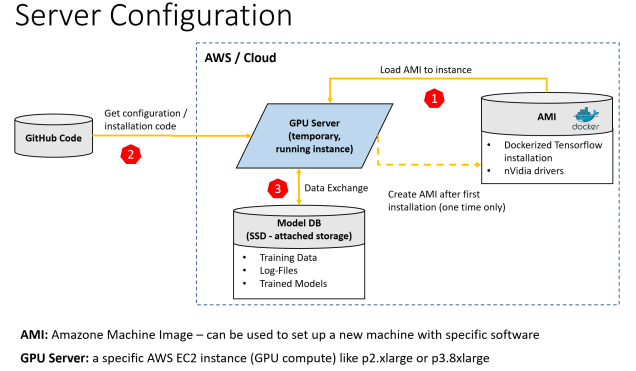 Server Configuration
AWS / Cloud
Load AMI to instance
1
AMI
docker
Dockerized Tensorflow
installation
nVidia drivers
Get configuration /
installation code
GitHub Code
2
GPU Server
(temporary,
running instance)
3
Data Exchange
Create AMI after first
installation (one time only)
Model DB
(SSD - attached storage)
Training Data
Log-Files
Trained Models
AMI: Amazone Machine Image – can be used to set up a new machine with specific software
GPU Server: a specific AWS EC2 instance (GPU compute) like p2.xlarge or p3.8xlarge